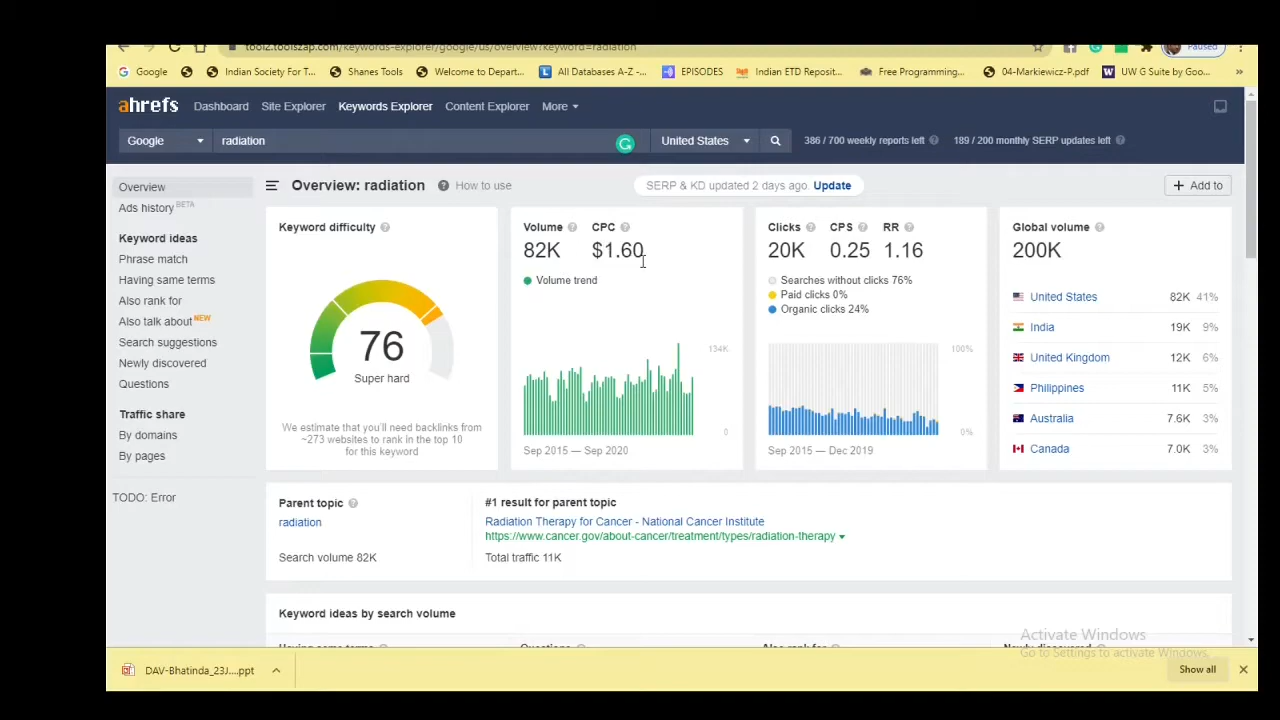 tool2.toolszap.com/keywords-explorer/google/us/overview?keyword=radiation
Paused
Google
Indian Society For T...
Shanes Tools
Welcome to Depart...
All Databases A-Z -...
EPISODES
Indian ETD Reposit...
Free Programming...
04-Markiewicz-P.pdf
UW G Suite by Goo...
»
ahrefs Dashboard Site Explorer Keywords Explorer Content Explorer More
Google radiation United States 386 / 700 weekly reports left 189 / 200 monthly SERP updates left
Overview
Ads history BETA
Keyword ideas
Phrase match
Having same terms
Also rank for
Also talk about NEW
Search suggestions
Newly discovered
Questions
Traffic share
By domains
By pages
TODO: Error
Overview: radiation ? How to use
SERP & KD updated 2 days ago. Update
+ Add to
Keyword difficulty ?
76
Super hard
We estimate that you'll need backlinks from
~273 websites to rank in the top 10
for this keyword
Volume ? CPC ?
82K $1.60
Volume trend
134K
0
Sep 2015 — Sep 2020
Clicks ? CPS ? RR ?
20K 0.25 1.16
Searches without clicks 76%
Paid clicks 0%
Organic clicks 24%
100%
0%
Sep 2015 — Dec 2019
Global volume ?
200K
United States 82K 41%
India 19K 9%
United Kingdom 12K 6%
Philippines 11K 5%
Australia 7.6K 3%
Canada 7.0K 3%
Parent topic ?
radiation
Search volume 82K
#1 result for parent topic
Radiation Therapy for Cancer - National Cancer Institute
https://www.cancer.gov/about-cancer/treatment/types/radiation-therapy
Total traffic 11K
Keyword ideas by search volume
Having same terms
Questions
Also rank for
Newly discovered
Activate Windows
Go to Settings to activate Windows.
DAV-Bhatinda_23J....ppt
Show all